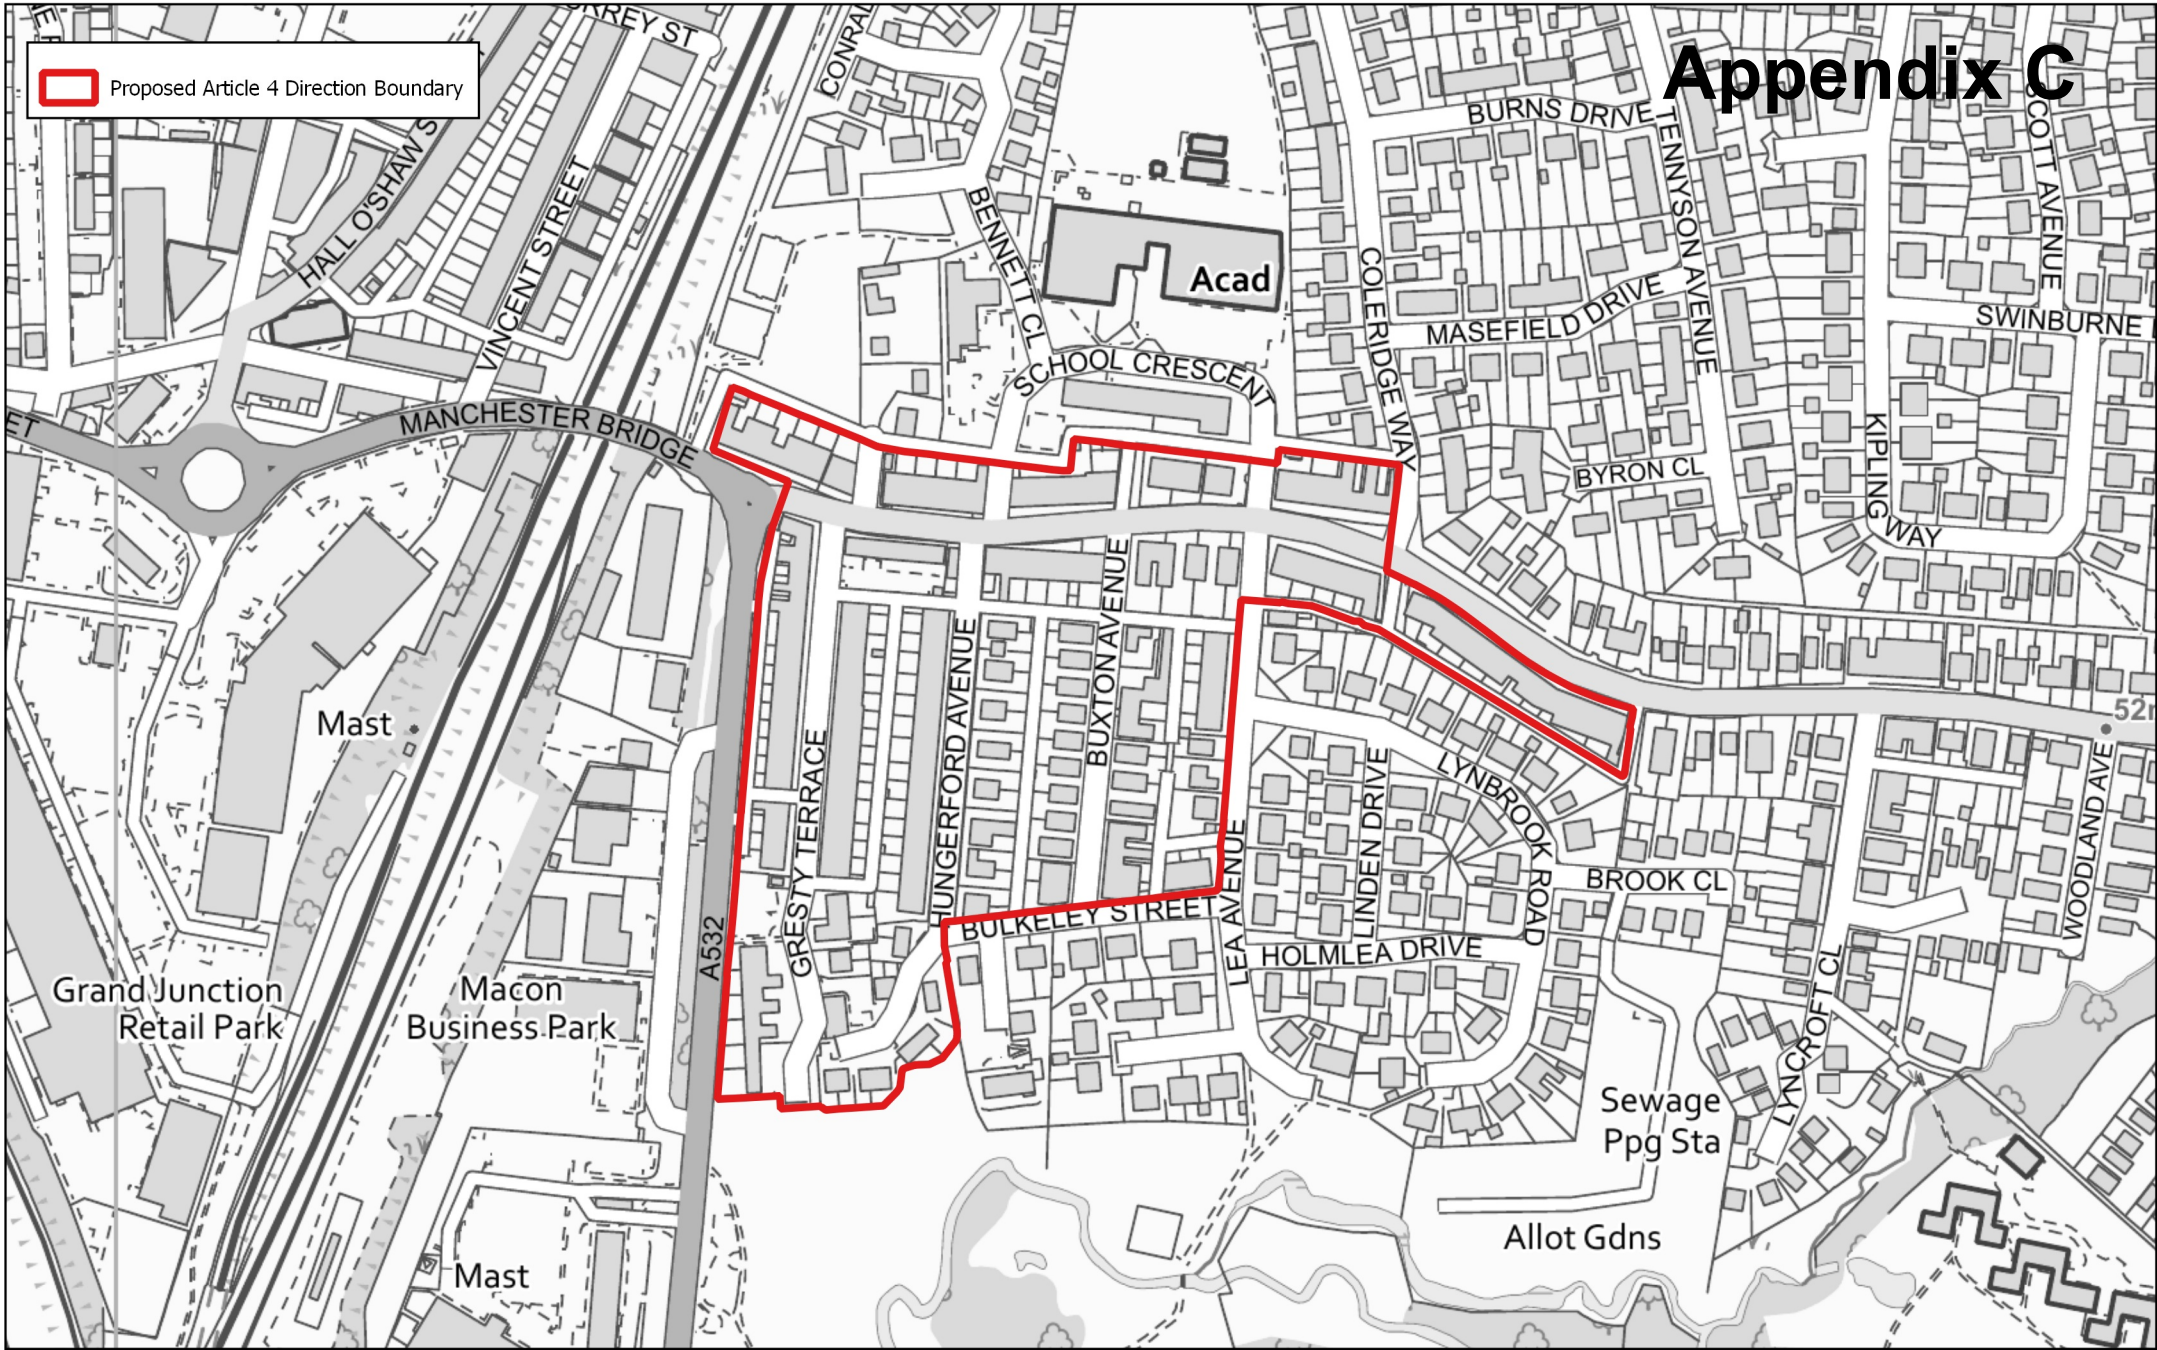 Appendix C
Proposed Article 4 Direction Boundary
CONRAD
BURNS DRIVE
TENNYSON AVENUE
SCOTT AVENUE
HALL O'SHAW S
VINCENT STREET
BENNETT CL
Acad
COLERIDGE WAY
MASEFIELD DRIVE
SWINBURNE
SCHOOL CRESCENT
ET
MANCHESTER BRIDGE
KIPLING WAY
BYRON CL
BUXTON AVENUE
HUNGERFORD AVENUE
GRESTY TERRACE
Mast
LYNBROOK ROAD
LINDEN DRIVE
WOODLAND AVE
BROOK CL
A532
BULKELEY STREET
LEA AVENUE
HOLMLEA DRIVE
LYNCROFT CL
Grand Junction
Retail Park
Macon
Business Park
Sewage
Ppg Sta
Allot Gdns
Mast